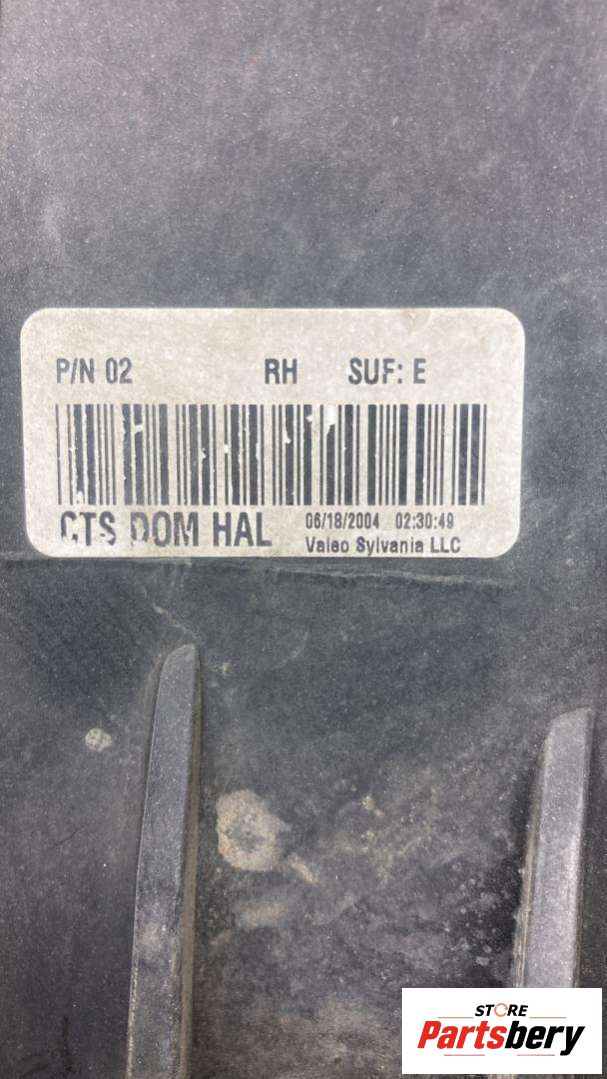 P/N 02 RH SUF: E
CTS DOM HAL 06/18/2004 02:30:49
Valeo Sylvania LLC
STORE
Partsbery